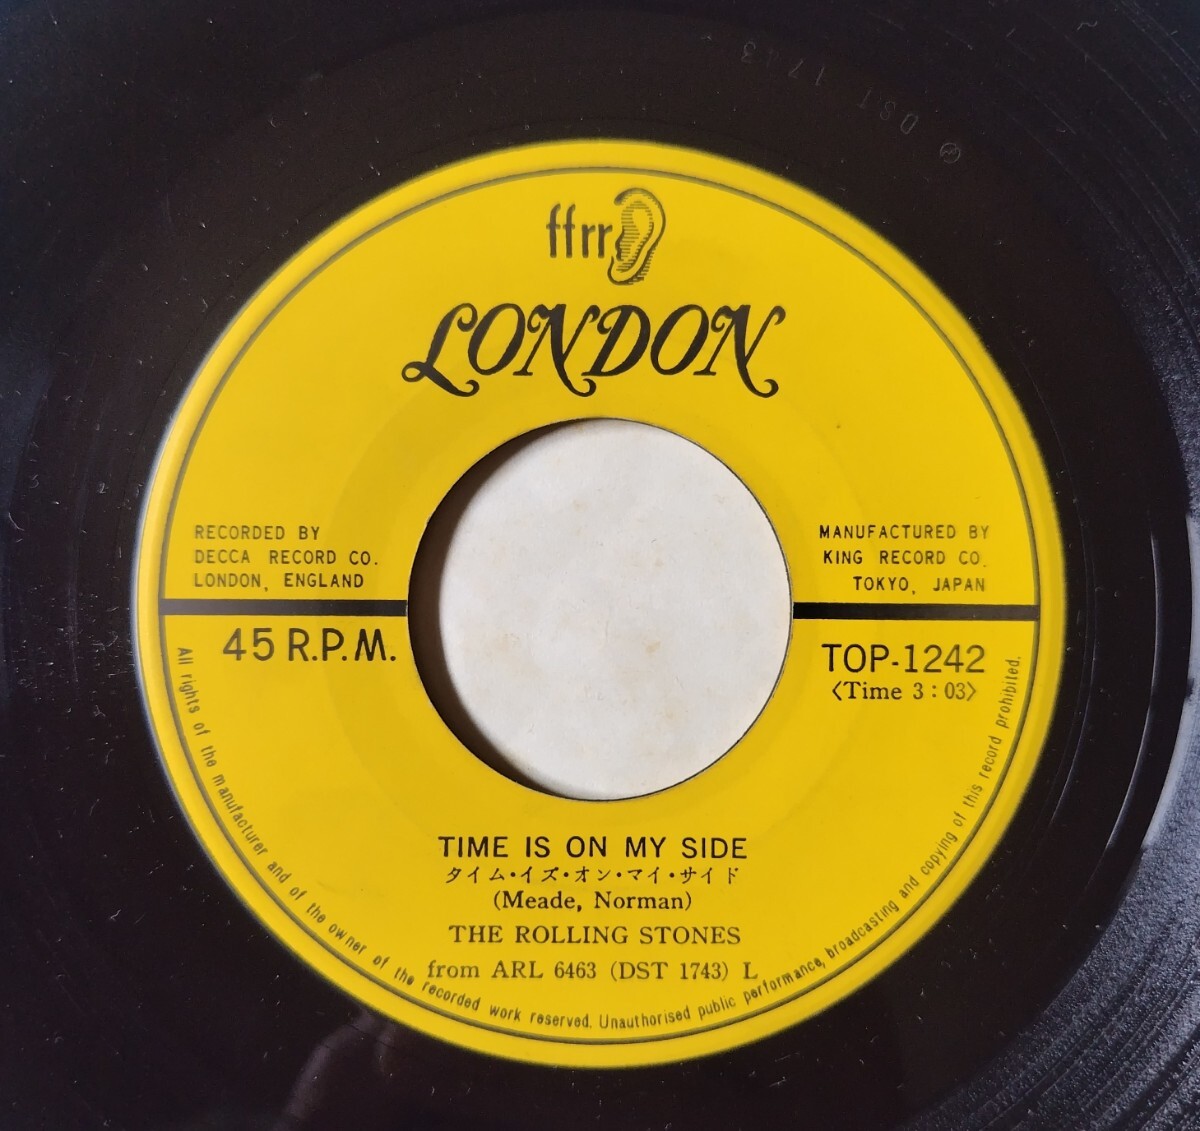 DST 1743
ffrr
LONDON
RECORDED BY
DECCA RECORD CO.
LONDON, ENGLAND
MANUFACTURED BY
KING RECORD CO.
TOKYO, JAPAN
45 R.P.M.
TOP-1242
〈Time 3 : 03〉
TIME IS ON MY SIDE
タイム・イズ・オン・マイ・サイド
(Meade, Norman)
THE ROLLING STONES
from ARL 6463 (DST 1743) L
All rights of the manufacturer and of the owner of the recorded work reserved. Unauthorised public performance, broadcasting and copying of this record prohibited.